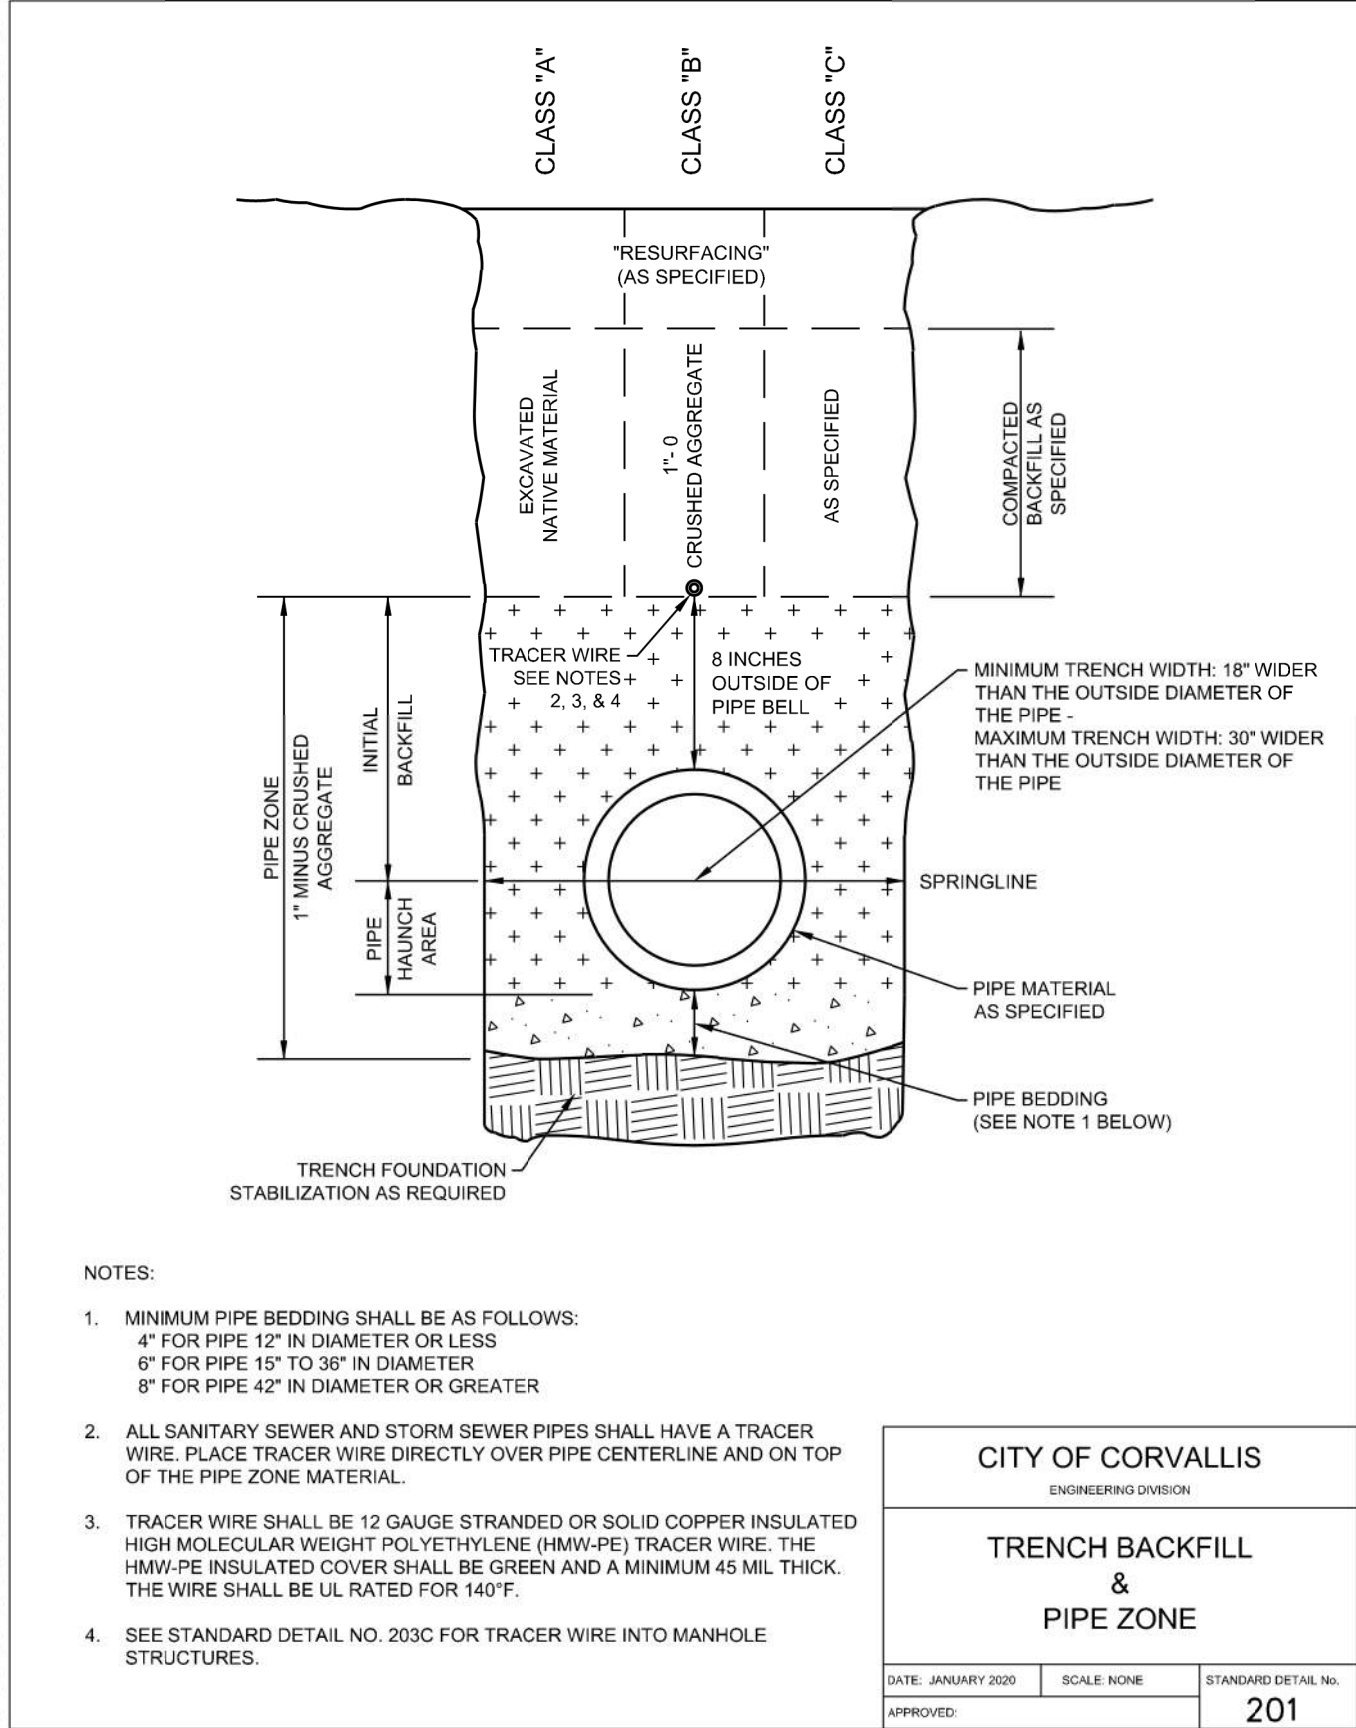 CLASS "A"
CLASS "B"
CLASS "C"
"RESURFACING"
(AS SPECIFIED)
EXCAVATED
NATIVE MATERIAL
1"- 0
CRUSHED AGGREGATE
AS SPECIFIED
COMPACTED
BACKFILL AS
SPECIFIED
TRACER WIRE
SEE NOTES
2, 3, & 4
8 INCHES
OUTSIDE OF
PIPE BELL
MINIMUM TRENCH WIDTH: 18" WIDER
THAN THE OUTSIDE DIAMETER OF
THE PIPE -
MAXIMUM TRENCH WIDTH: 30" WIDER
THAN THE OUTSIDE DIAMETER OF
THE PIPE
PIPE ZONE
1" MINUS CRUSHED
AGGREGATE
INITIAL
BACKFILL
PIPE
HAUNCH
AREA
SPRINGLINE
PIPE MATERIAL
AS SPECIFIED
PIPE BEDDING
(SEE NOTE 1 BELOW)
TRENCH FOUNDATION
STABILIZATION AS REQUIRED
NOTES:
1. MINIMUM PIPE BEDDING SHALL BE AS FOLLOWS:
4" FOR PIPE 12" IN DIAMETER OR LESS
6" FOR PIPE 15" TO 36" IN DIAMETER
8" FOR PIPE 42" IN DIAMETER OR GREATER
2. ALL SANITARY SEWER AND STORM SEWER PIPES SHALL HAVE A TRACER
WIRE. PLACE TRACER WIRE DIRECTLY OVER PIPE CENTERLINE AND ON TOP
OF THE PIPE ZONE MATERIAL.
3. TRACER WIRE SHALL BE 12 GAUGE STRANDED OR SOLID COPPER INSULATED
HIGH MOLECULAR WEIGHT POLYETHYLENE (HMW-PE) TRACER WIRE. THE
HMW-PE INSULATED COVER SHALL BE GREEN AND A MINIMUM 45 MIL THICK.
THE WIRE SHALL BE UL RATED FOR 140°F.
4. SEE STANDARD DETAIL NO. 203C FOR TRACER WIRE INTO MANHOLE
STRUCTURES.
CITY OF CORVALLIS
ENGINEERING DIVISION
TRENCH BACKFILL
&
PIPE ZONE
DATE: JANUARY 2020
SCALE: NONE
STANDARD DETAIL No.
201
APPROVED: